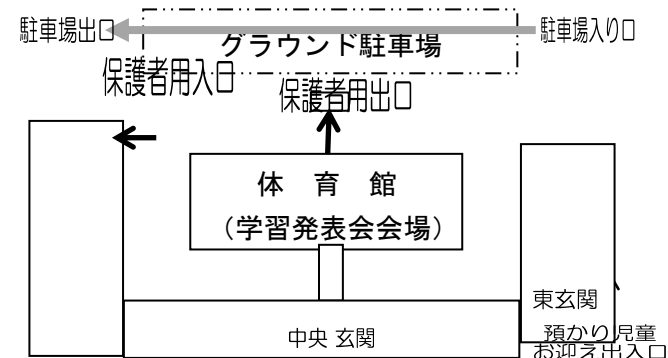 駐車場出口
駐車場入り口
グラウンド駐車場
保護者用入口
保護者用出口
体 育 館
（学習発表会会場）
東玄関
中央 玄関
預かり児童
お迎え出入口